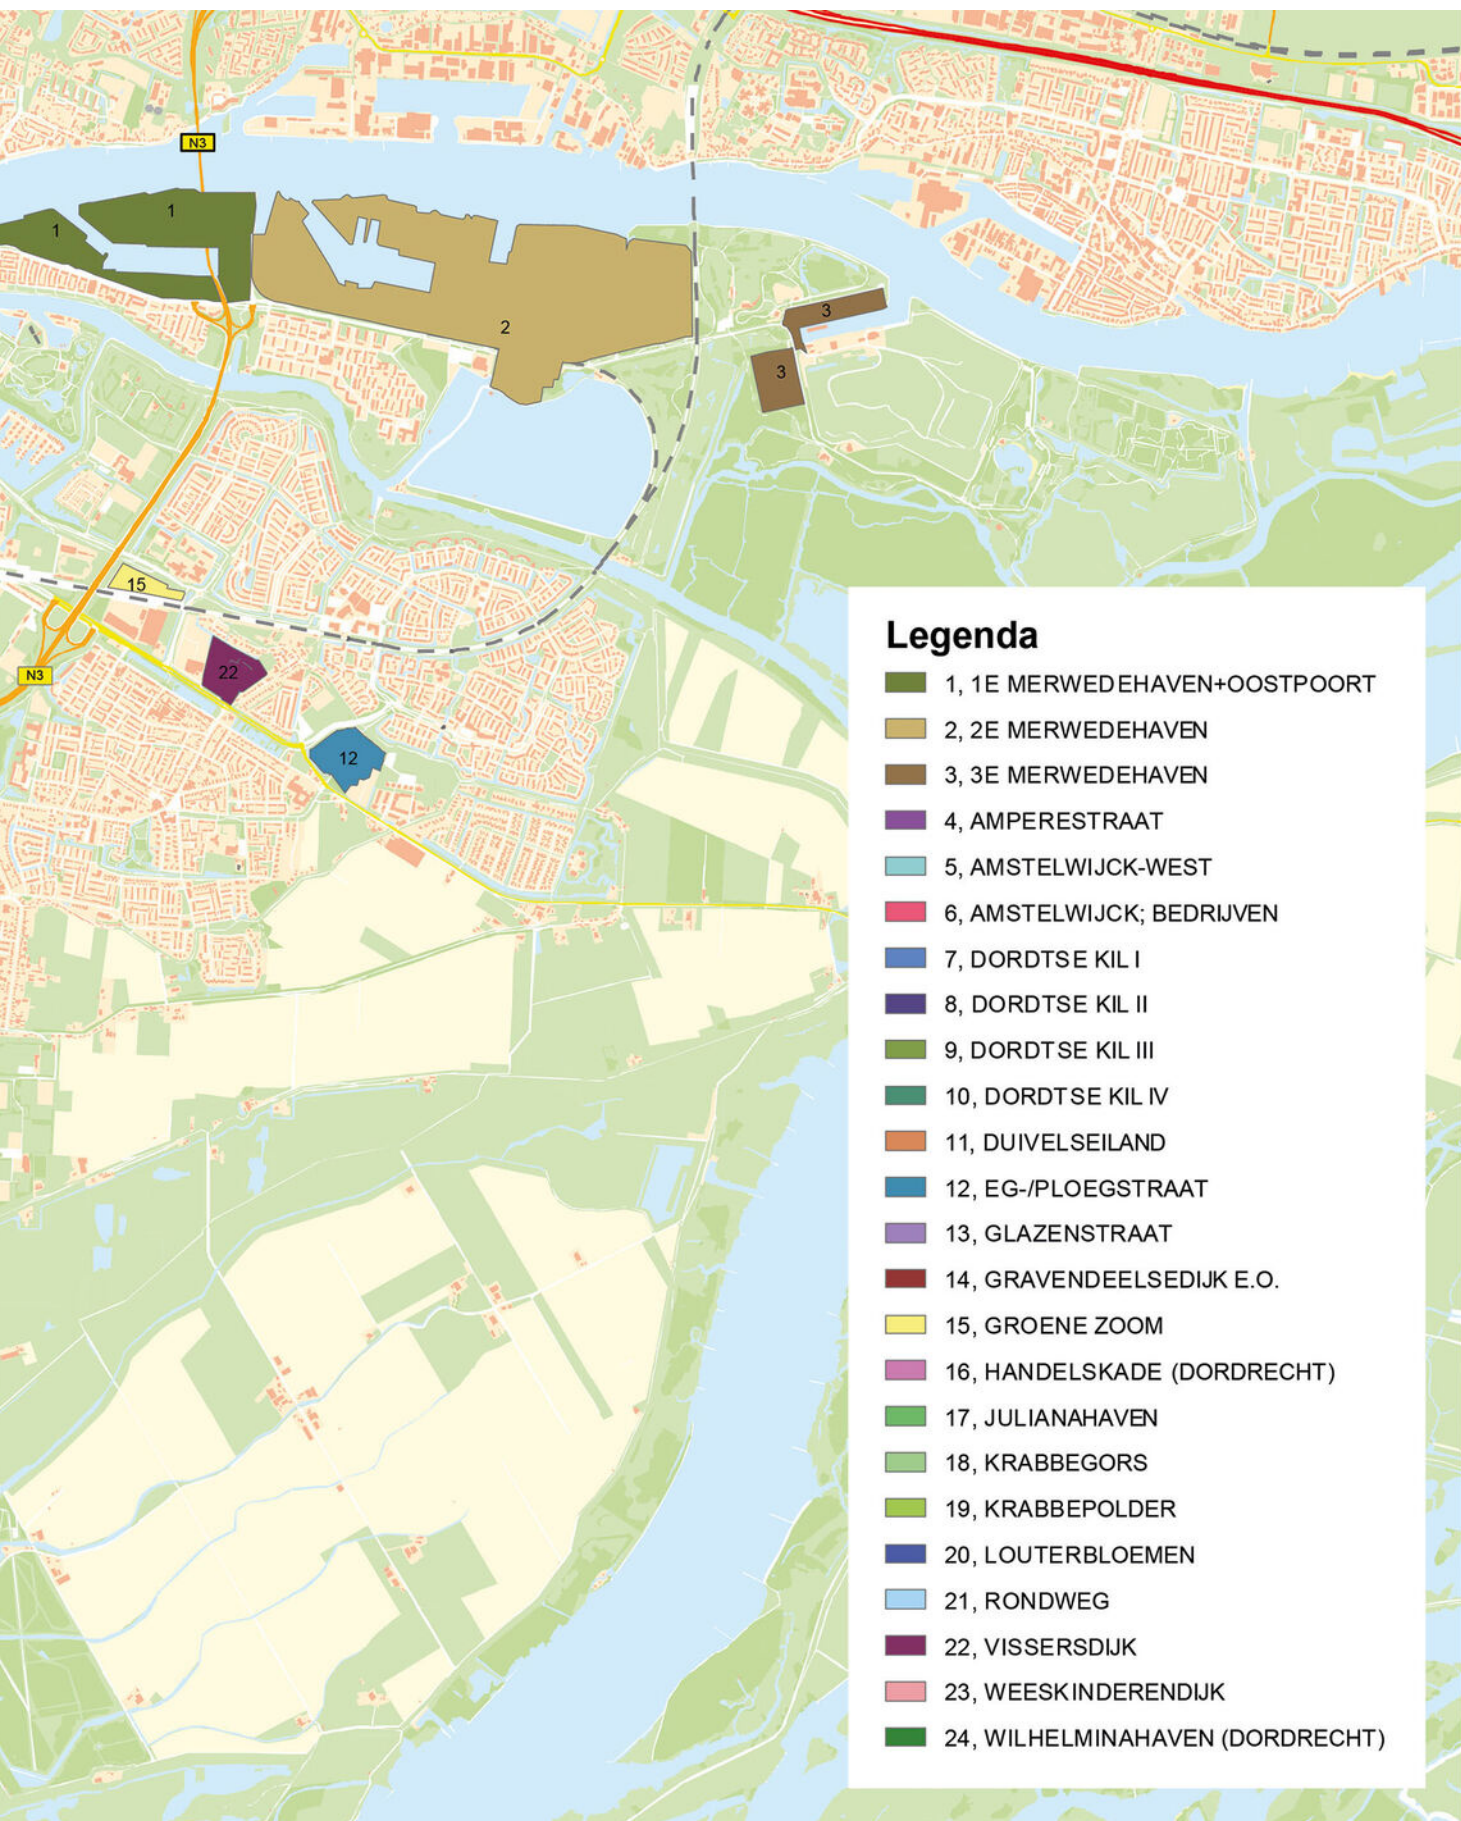 N3
1
1
2
3
3
15
22
N3
12
Legenda
1, 1E MERWEDEHAVEN+OOSTPOORT
2, 2E MERWEDEHAVEN
3, 3E MERWEDEHAVEN
4, AMPERESTRAAT
5, AMSTELWIJCK-WEST
6, AMSTELWIJCK; BEDRIJVEN
7, DORDTSE KIL I
8, DORDTSE KIL II
9, DORDTSE KIL III
10, DORDTSE KIL IV
11, DUIVELSEILAND
12, EG-/PLOEGSTRAAT
13, GLAZENSTRAAT
14, GRAVENDEELSEDIJK E.O.
15, GROENE ZOOM
16, HANDELSKADE (DORDRECHT)
17, JULIANAHAVEN
18, KRABBEGORS
19, KRABBEPOLDER
20, LOUTERBLOEMEN
21, RONDWEG
22, VISSERSDIJK
23, WEESKINDERENDIJK
24, WILHELMINAHAVEN (DORDRECHT)